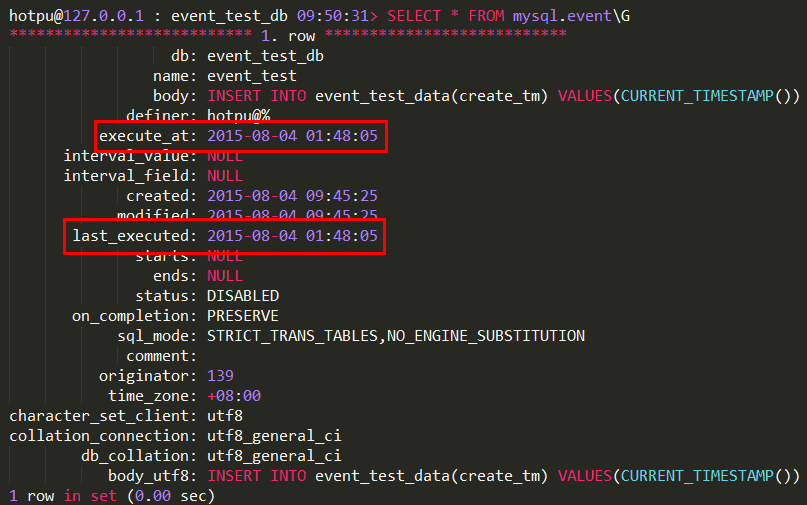 hotpu@127.0.0.1 : event_test_db 09:50:31> SELECT * FROM mysql.event\G
*************************** 1. row ***************************
db: event_test_db
name: event_test
body: INSERT INTO event_test_data(create_tm) VALUES(CURRENT_TIMESTAMP())
definer: hotpu@%
execute_at: 2015-08-04 01:48:05
interval_value: NULL
interval_field: NULL
created: 2015-08-04 09:45:25
modified: 2015-08-04 09:45:25
last_executed: 2015-08-04 01:48:05
starts: NULL
ends: NULL
status: DISABLED
on_completion: PRESERVE
sql_mode: STRICT_TRANS_TABLES,NO_ENGINE_SUBSTITUTION
comment:
originator: 139
time_zone: +08:00
character_set_client: utf8
collation_connection: utf8_general_ci
db_collation: utf8_general_ci
body_utf8: INSERT INTO event_test_data(create_tm) VALUES(CURRENT_TIMESTAMP())
1 row in set (0.00 sec)